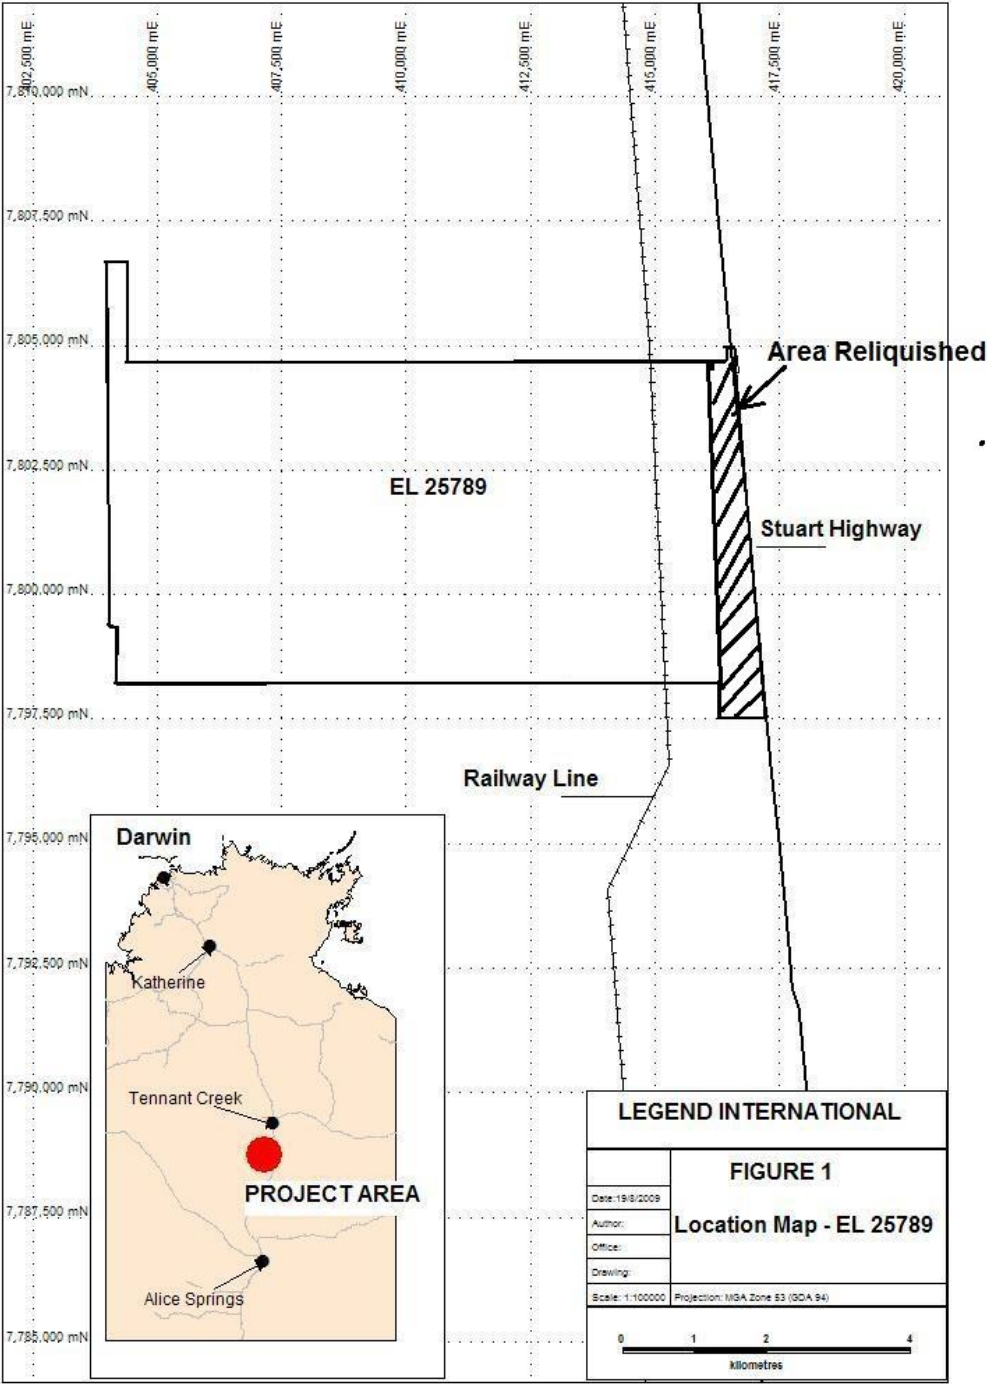 402,500 mE
405,000 mE
407,500 mE
410,000 mE
412,500 mE
415,000 mE
417,500 mE
420,000 mE
7,810,000 mN
7,807,500 mN
7,805,000 mN
Area Reliquished
7,802,500 mN
EL 25789
Stuart Highway
7,800,000 mN
7,797,500 mN
Railway Line
7,795,000 mN
Darwin
7,792,500 mN
Katherine
7,790,000 mN
Tennant Creek
PROJECT AREA
7,787,500 mN
Alice Springs
7,785,000 mN
LEGEND INTERNATIONAL
FIGURE 1
Date:19/8/2009
Author:
Location Map - EL 25789
Office:
Drawing:
Scale: 1:100000
Projection: MGA Zone 53 (GDA 94)
0 1 2 4
kilometres